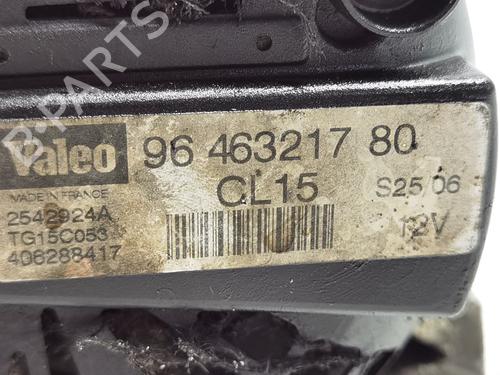 B-PARTS
Valeo
96 463217 80
MADE IN FRANCE
CL15
S25 06
2542924A
TG15C053
12V
406288417